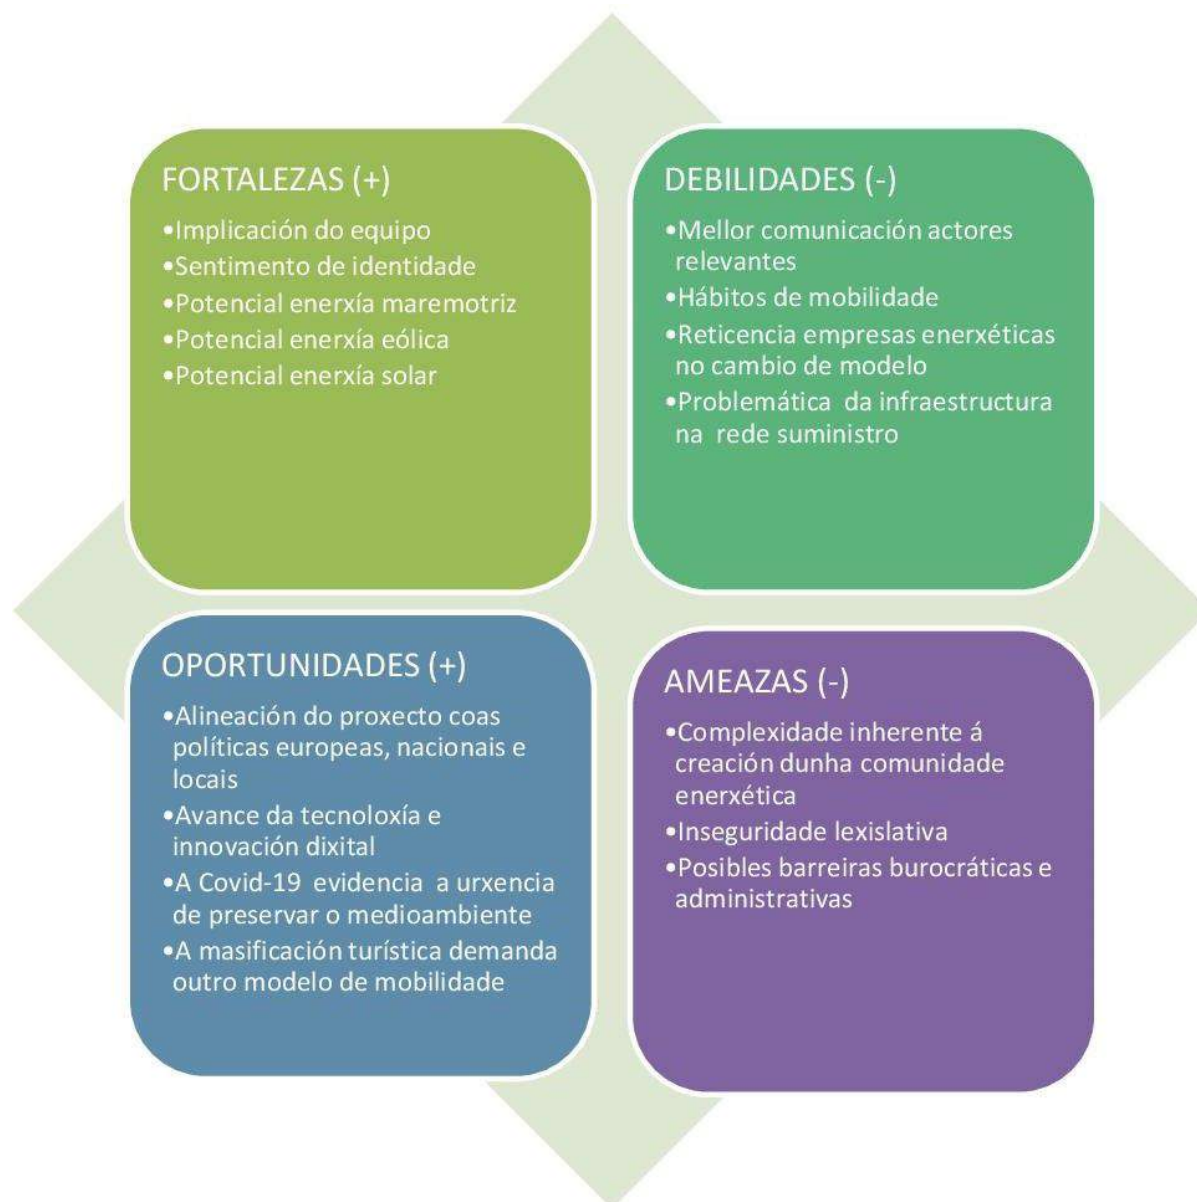 FORTALEZAS (+)
•Implicación do equipo
•Sentimento de identidade
•Potencial enerxía maremotriz
•Potencial enerxía eólica
•Potencial enerxía solar
DEBILIDADES (-)
•Mellor comunicación actores
relevantes
•Hábitos de mobilidade
•Reticencia empresas enerxéticas
no cambio de modelo
•Problemática da infraestructura
na rede suministro
OPORTUNIDADES (+)
•Alineación do proxecto coas
políticas europeas, nacionais e
locais
•Avance da tecnoloxía e
innovación dixital
•A Covid-19 evidencia a urxencia
de preservar o medioambiente
•A masificación turística demanda
outro modelo de mobilidade
AMEAZAS (-)
•Complexidade inherente á
creación dunha comunidade
enerxética
•Inseguridade lexislativa
•Posibles barreiras burocráticas e
administrativas